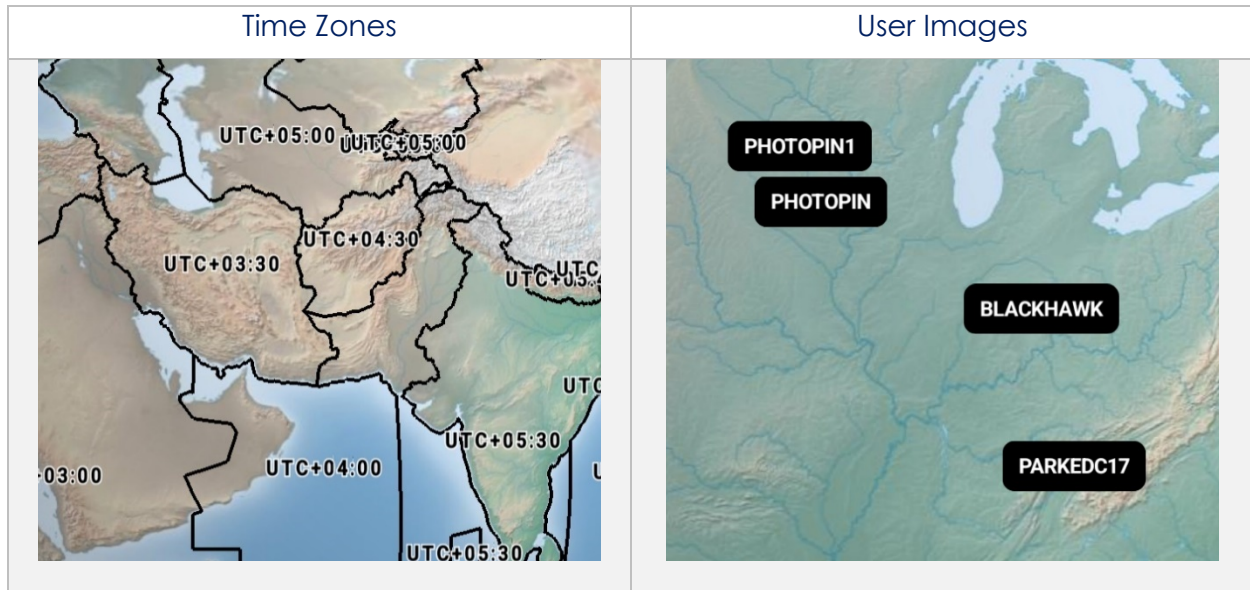 Time Zones
User Images
UTC+05:00
UTC+05:00
UTC+04:30
UTC+03:30
UTC
UTC+05:30
UTC+04:00
+03:00
UTC+05:30
PHOTOPIN1
PHOTOPIN
BLACKHAWK
PARKEDC17